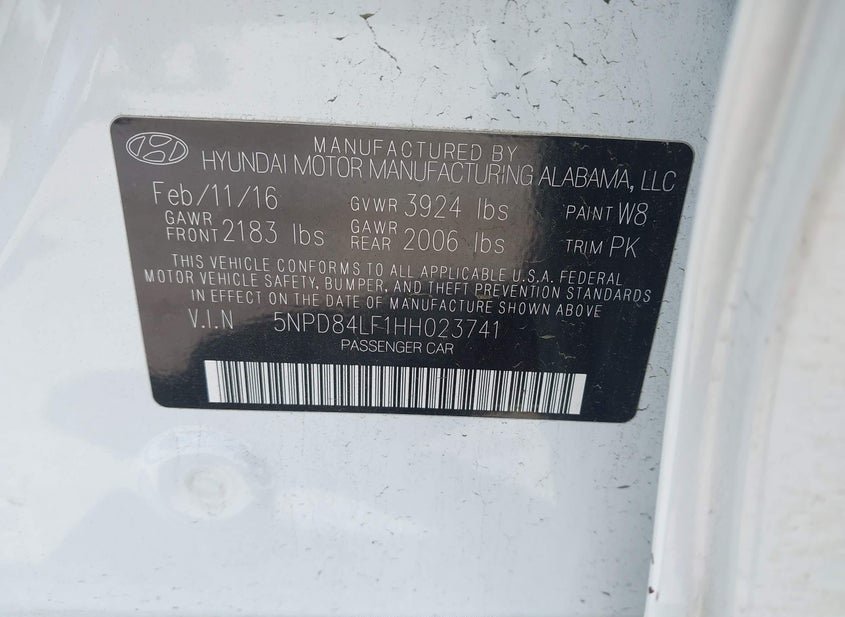 MANUFACTURED BY
HYUNDAI MOTOR MANUFACTURING ALABAMA, LLC
Feb/11/16 GVWR 3924 lbs PAINT W8
GAWR FRONT 2183 lbs GAWR REAR 2006 lbs TRIM PK
THIS VEHICLE CONFORMS TO ALL APPLICABLE U.S.A. FEDERAL
MOTOR VEHICLE SAFETY, BUMPER, AND THEFT PREVENTION STANDARDS
IN EFFECT ON THE DATE OF MANUFACTURE SHOWN ABOVE
V.I.N 5NPD84LF1HH023741
PASSENGER CAR